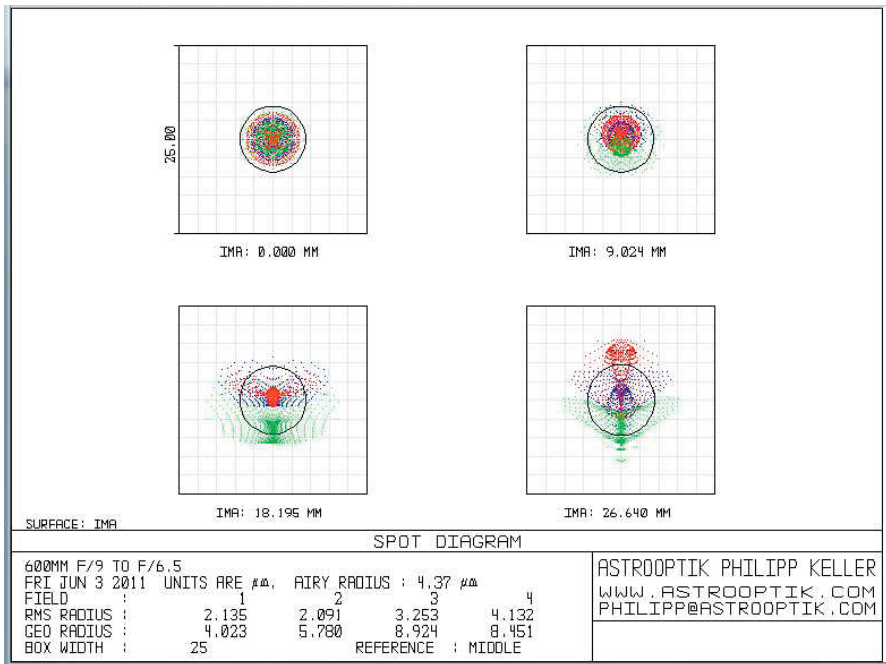 25.00
IMA: 0.000 MM
IMA: 9.024 MM
IMA: 18.195 MM
IMA: 26.640 MM
SURFACE: IMA
SPOT DIAGRAM
600MM F/9 TO F/6.5
FRI JUN 3 2011 UNITS ARE µm. AIRY RADIUS : 4.37 µm
FIELD : 1 2 3 4
RMS RADIUS : 2.135 2.091 3.253 4.132
GEO RADIUS : 4.023 5.780 8.924 8.451
BOX WIDTH : 25 REFERENCE : MIDDLE
ASTROOPTIK PHILIPP KELLER
WWW.ASTROOPTIK.COM
PHILIPP@ASTROOPTIK.COM